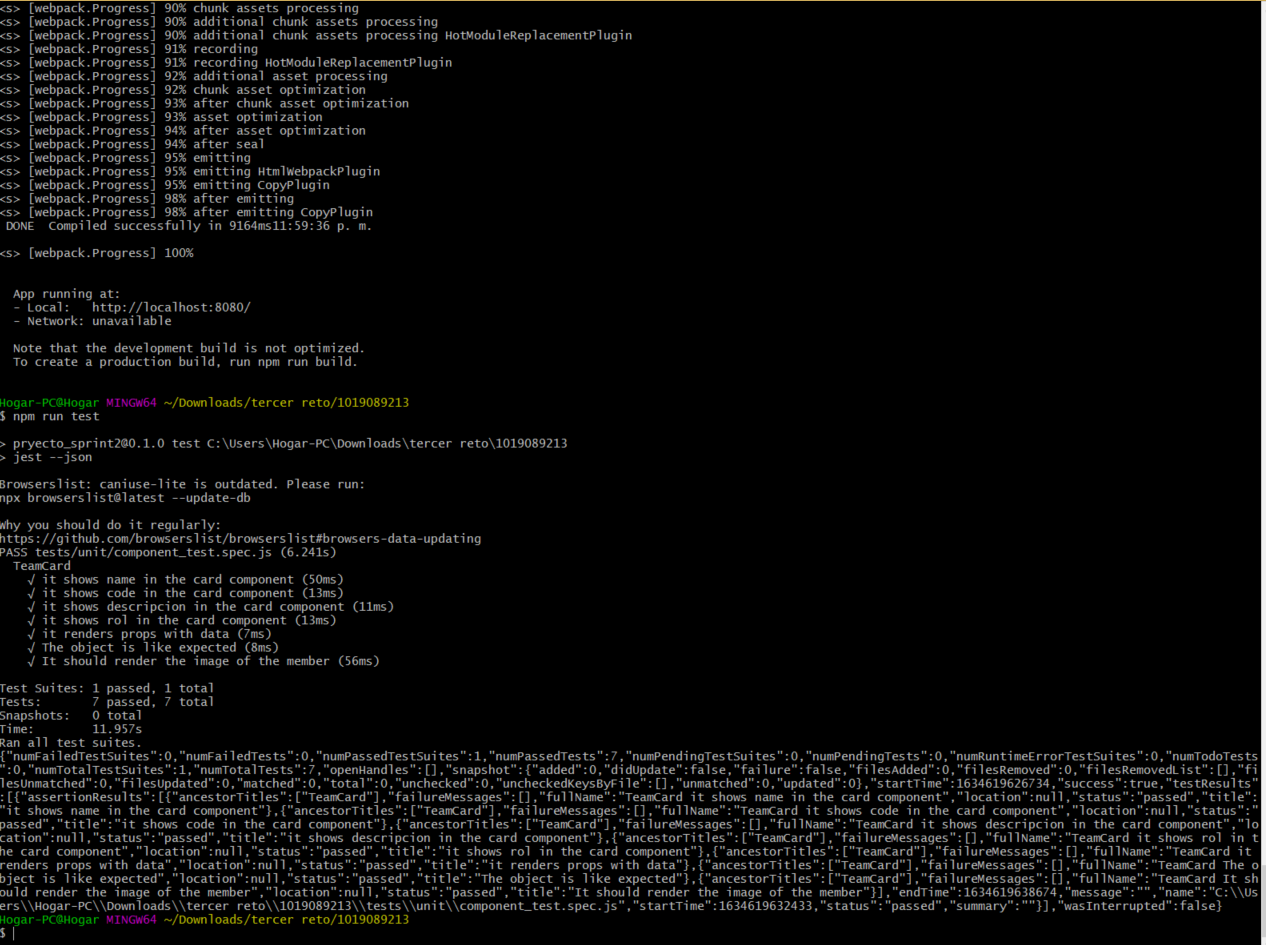 <s> [webpack.Progress] 90% chunk assets processing
<s> [webpack.Progress] 90% additional chunk assets processing
<s> [webpack.Progress] 90% additional chunk assets processing HotModuleReplacementPlugin
<s> [webpack.Progress] 91% recording
<s> [webpack.Progress] 91% recording HotModuleReplacementPlugin
<s> [webpack.Progress] 92% additional asset processing
<s> [webpack.Progress] 92% chunk asset optimization
<s> [webpack.Progress] 93% after chunk asset optimization
<s> [webpack.Progress] 93% asset optimization
<s> [webpack.Progress] 94% after asset optimization
<s> [webpack.Progress] 94% after seal
<s> [webpack.Progress] 95% emitting
<s> [webpack.Progress] 95% emitting HtmlWebpackPlugin
<s> [webpack.Progress] 95% emitting CopyPlugin
<s> [webpack.Progress] 98% after emitting
<s> [webpack.Progress] 98% after emitting CopyPlugin
DONE  Compiled successfully in 9164ms11:59:36 p. m.
<s> [webpack.Progress] 100%
App running at:
- Local:   http://localhost:8080/
- Network: unavailable
Note that the development build is not optimized.
To create a production build, run npm run build.
Hogar-PC@Hogar MINGW64 ~/Downloads/tercer reto/1019089213
$ npm run test
> pryecto_sprint2@0.1.0 test C:\Users\Hogar-PC\Downloads\tercer reto\1019089213
> jest --json
Browserslist: caniuse-lite is outdated. Please run:
npx browserslist@latest --update-db
Why you should do it regularly:
https://github.com/browserslist/browserslist#browsers-data-updating
PASS tests/unit/component_test.spec.js (6.241s)
TeamCard
√ it shows name in the card component (50ms)
√ it shows code in the card component (13ms)
√ it shows descripcion in the card component (11ms)
√ it shows rol in the card component (13ms)
√ it renders props with data (7ms)
√ The object is like expected (8ms)
√ It should render the image of the member (56ms)
Test Suites: 1 passed, 1 total
Tests:       7 passed, 7 total
Snapshots:   0 total
Time:        11.957s
Ran all test suites.
{"numFailedTestSuites":0,"numFailedTests":0,"numPassedTestSuites":1,"numPassedTests":7,"numPendingTestSuites":0,"numPendingTests":0,"numRuntimeErrorTestSuites":0,"numTodoTests
":0,"numTotalTestSuites":1,"numTotalTests":7,"openHandles":[],"snapshot":{"added":0,"didUpdate":false,"failure":false,"filesAdded":0,"filesRemoved":0,"filesRemovedList":[],"fi
lesUnmatched":0,"filesUpdated":0,"matched":0,"total":0,"unchecked":0,"uncheckedKeysByFile":[],"unmatched":0,"updated":0},"startTime":1634619626734,"success":true,"testResults"
:[{"assertionResults":[{"ancestorTitles":["TeamCard"],"failureMessages":[],"fullName":"TeamCard it shows name in the card component","location":null,"status":"passed","title":
"it shows name in the card component"},{"ancestorTitles":["TeamCard"],"failureMessages":[],"fullName":"TeamCard it shows code in the card component","location":null,"status":"
passed","title":"it shows code in the card component"},{"ancestorTitles":["TeamCard"],"failureMessages":[],"fullName":"TeamCard it shows descripcion in the card component","lo
cation":null,"status":"passed","title":"it shows descripcion in the card component"},{"ancestorTitles":["TeamCard"],"failureMessages":[],"fullName":"TeamCard it shows rol in t
he card component","location":null,"status":"passed","title":"it shows rol in the card component"},{"ancestorTitles":["TeamCard"],"failureMessages":[],"fullName":"TeamCard it
renders props with data","location":null,"status":"passed","title":"it renders props with data"},{"ancestorTitles":["TeamCard"],"failureMessages":[],"fullName":"TeamCard The o
bject is like expected","location":null,"status":"passed","title":"The object is like expected"},{"ancestorTitles":["TeamCard"],"failureMessages":[],"fullName":"TeamCard It sh
ould render the image of the member","location":null,"status":"passed","title":"It should render the image of the member"}],"endTime":1634619638674,"message":"","name":"C:\\Us
ers\\Hogar-PC\\Downloads\\tercer reto\\1019089213\\tests\\unit\\component_test.spec.js","startTime":1634619632433,"status":"passed","summary":""}],"wasInterrupted":false}
Hogar-PC@Hogar MINGW64 ~/Downloads/tercer reto/1019089213
$